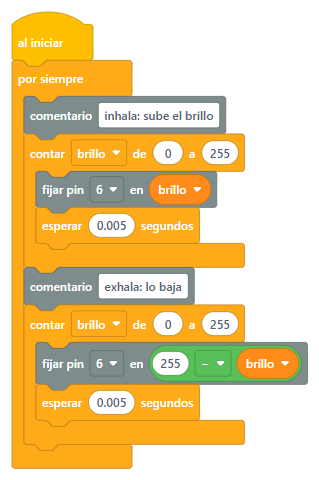 al iniciar
por siempre
comentario inhala: sube el brillo
contar brillo de 0 a 255
fijar pin 6 en brillo
esperar 0.005 segundos
comentario exhala: lo baja
contar brillo de 0 a 255
fijar pin 6 en 255 - brillo
esperar 0.005 segundos